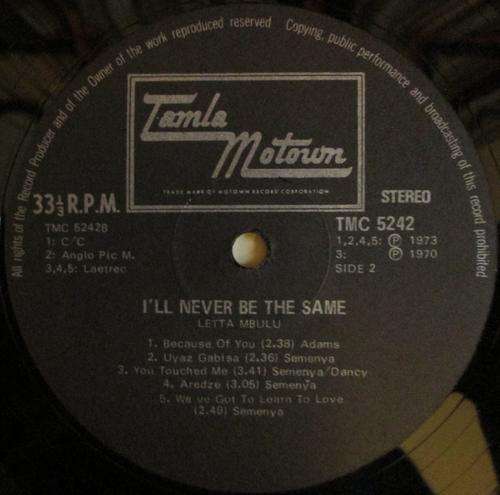 All rights of the Record Producer and of the Owner of the work reproduced reserved Copying, public performance and broadcasting of this record prohibited
Tamla
Motown
TRADE MARK OF MOTOWN RECORD CORPORATION
33⅓ R.P.M.
STEREO
TMC 5242B
1: C/C
2: Anglo Pic M.
3,4,5: Laetrec
TMC 5242
1,2,4,5: Ⓟ 1973
3: Ⓟ 1970
SIDE 2
I'LL NEVER BE THE SAME
LETTA MBULU
1. Because Of You (2.38) Adams
2. Uyaz Gabisa (2.36) Semenya
3. You Touched Me (3.41) Semenya/Dancy
4. Aredze (3.05) Semenya
5. We've Got To Learn To Love
(2.40) Semenya